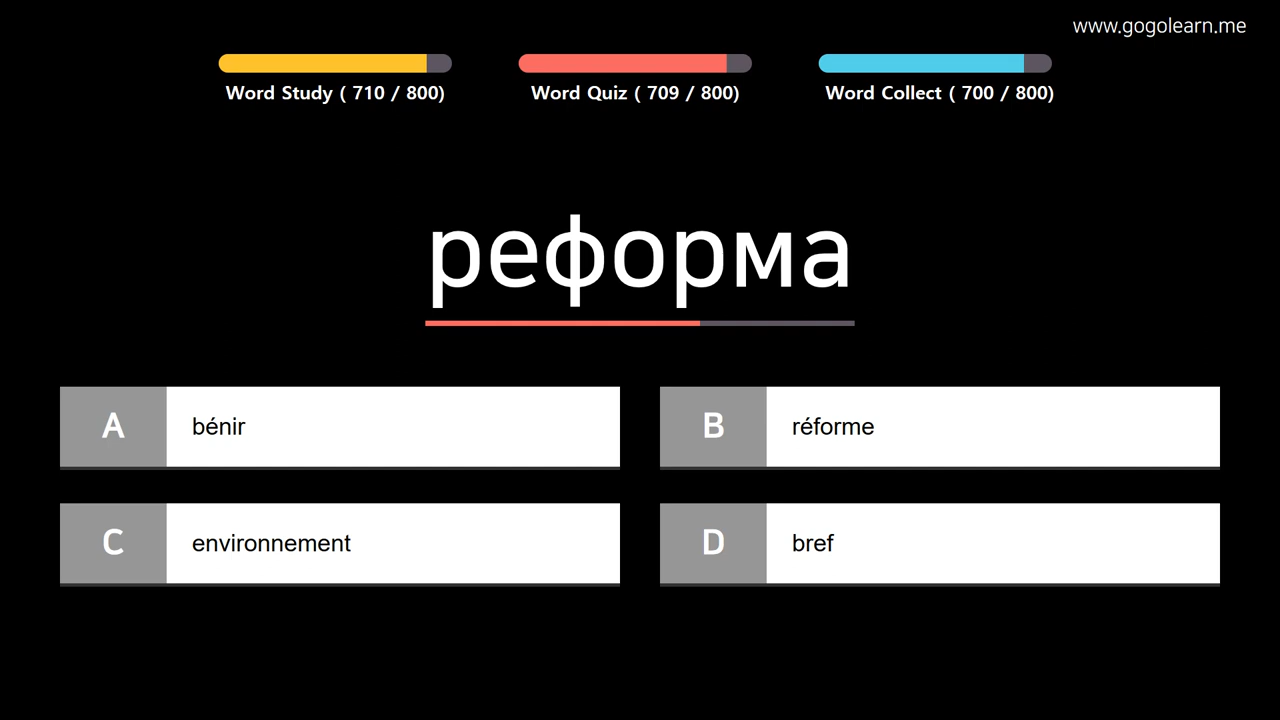 www.gogolearn.me
Word Study ( 710 / 800)
Word Quiz ( 709 / 800)
Word Collect ( 700 / 800)
реформа
A bénir
B réforme
C environnement
D bref